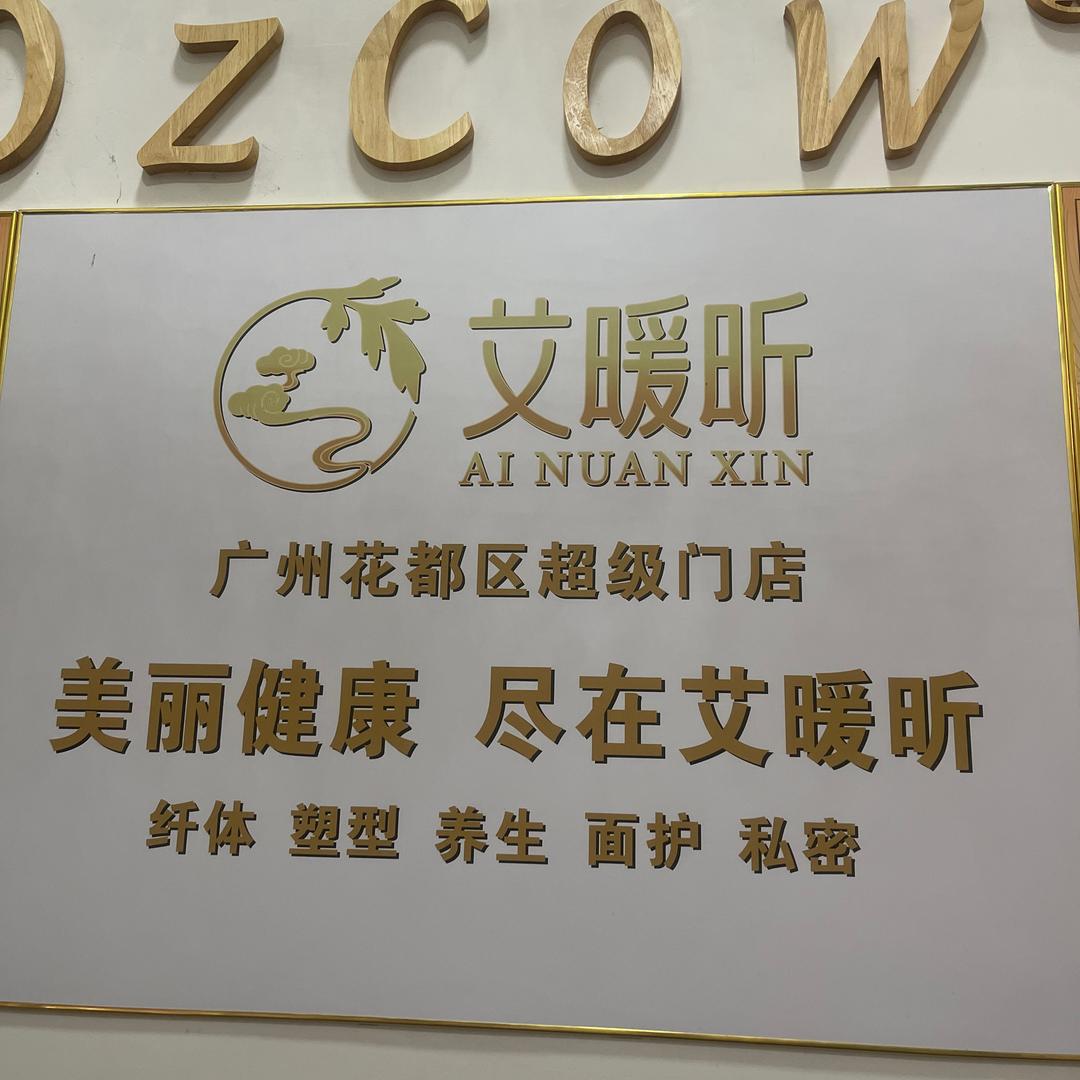 OZCOW
艾暖昕
AI NUAN XIN
广州花都区超级门店
美丽健康 尽在艾暖昕
纤体 塑型 养生 面护 私密